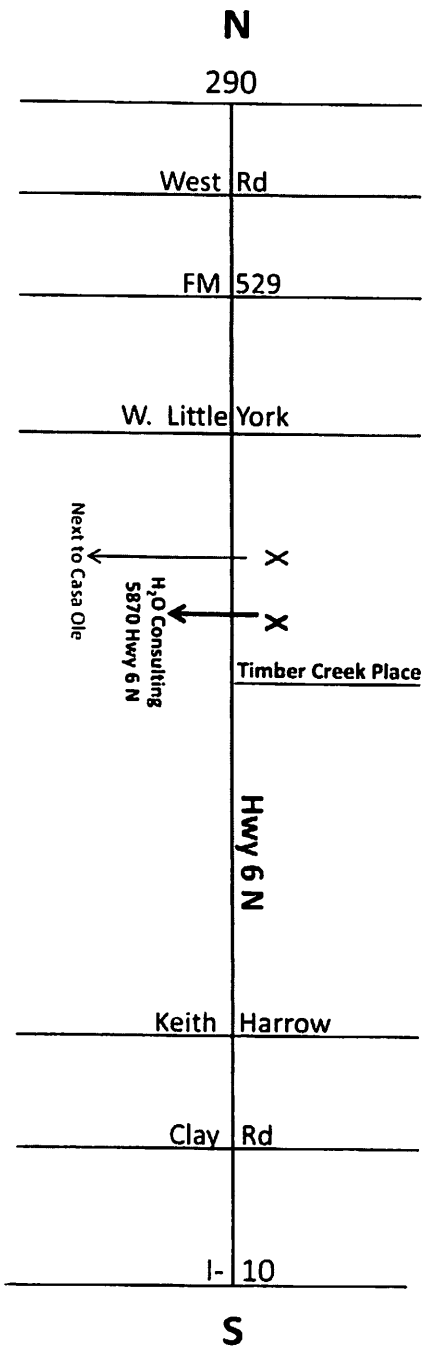 N
290
West Rd
FM 529
W. Little York
Next to Casa Ole
X
H₂O Consulting
5870 Hwy 6 N
X
Timber Creek Place
Hwy 6 N
Keith Harrow
Clay Rd
I- 10
S